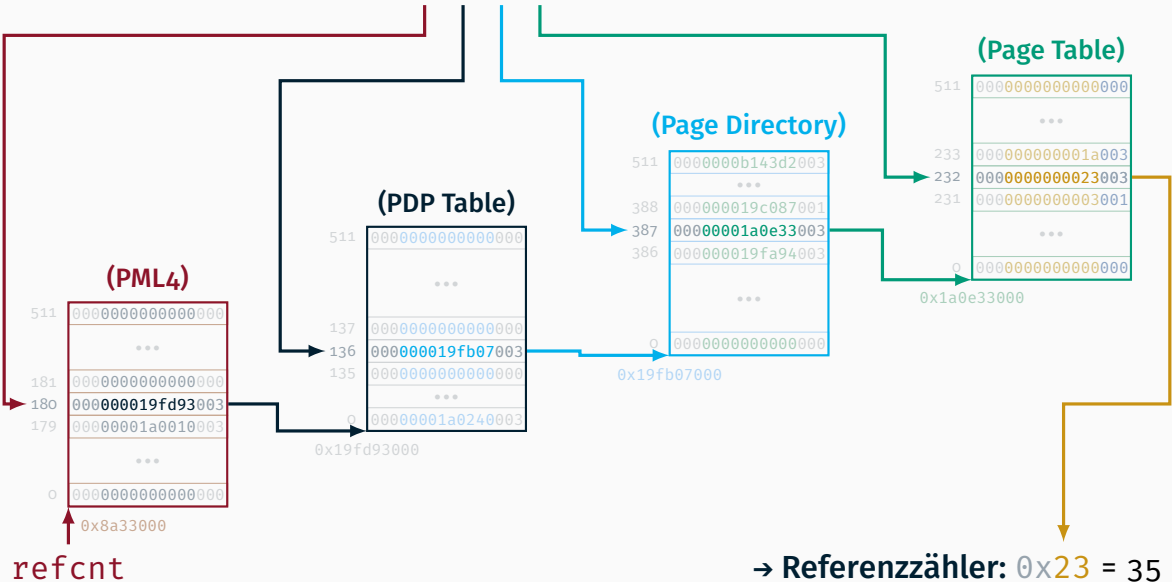 (PML4)
511 0000000000000000
•••
181 0000000000000000
180 000000019fd93003
179 00000001a0010003
•••
0 0000000000000000
0x8a33000
refcnt
(PDP Table)
511 0000000000000000
•••
137 0000000000000000
136 000000019fb07003
135 0000000000000000
•••
0 00000001a0240003
0x19fd93000
(Page Directory)
511 0000000b143d2003
•••
388 000000019c087001
387 00000001a0e33003
386 000000019fa94003
•••
0 0000000000000000
0x19fb07000
(Page Table)
511 0000000000000000
•••
233 000000000001a003
232 0000000000023003
231 0000000000003001
•••
0 0000000000000000
0x1a0e33000
→ Referenzzähler: 0x23 = 35